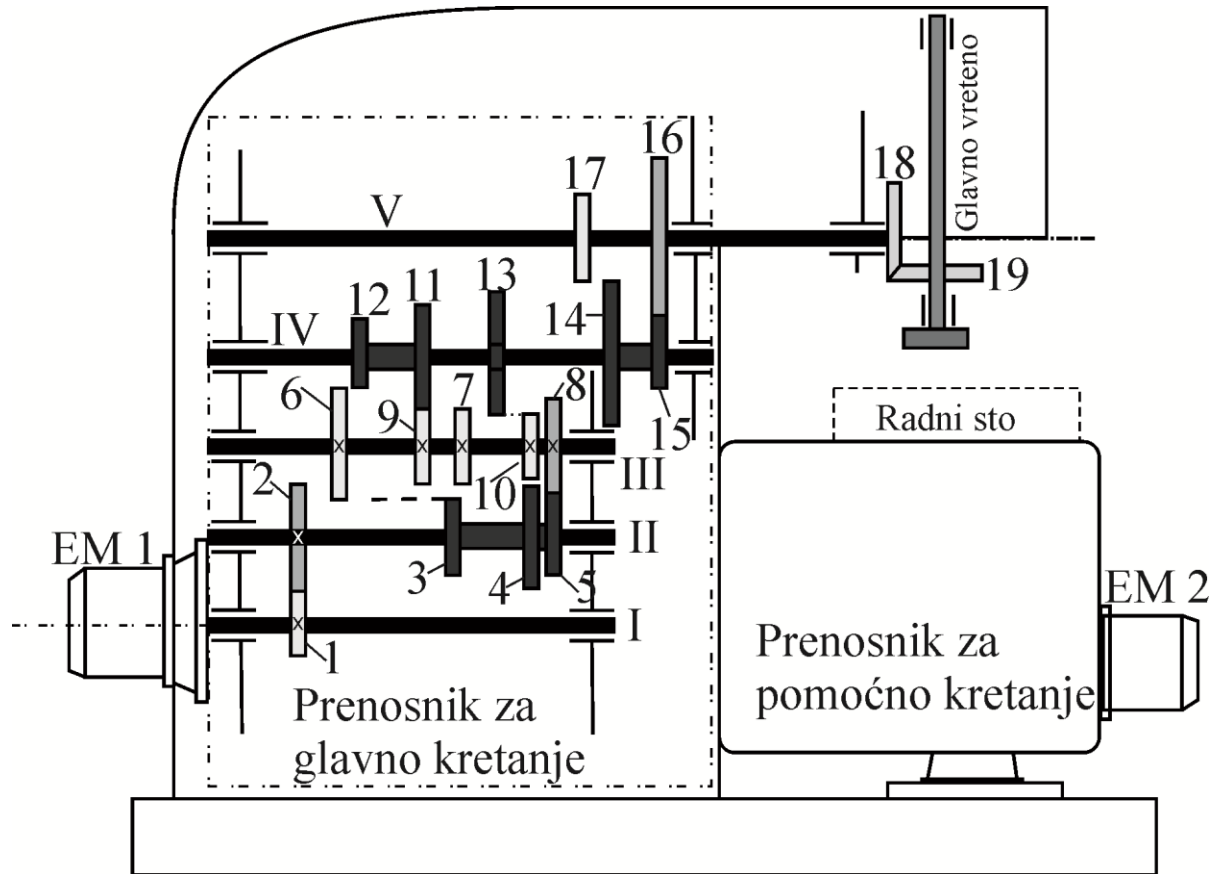 16
17
18
Glavno vreteno
V
19
13
11
12
14
IV
8
6
7
9
15
Radni sto
10
III
2
EM 1
II
3
4
5
EM 2
I
1
Prenosnik za
glavno kretanje
Prenosnik za
pomoćno kretanje